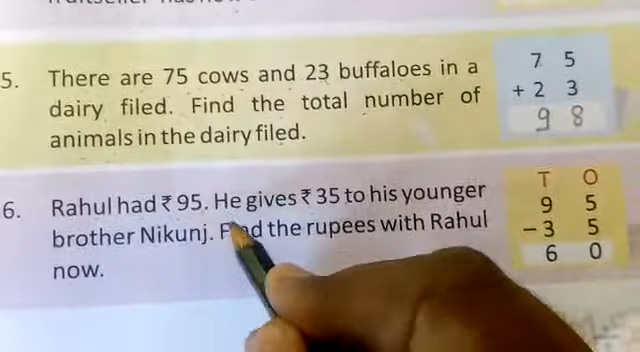 5. There are 75 cows and 23 buffaloes in a
dairy filed. Find the total number of
animals in the dairy filed.
7 5
+ 2 3
9 8
6. Rahul had ₹ 95. He gives ₹ 35 to his younger
brother Nikunj. Find the rupees with Rahul
now.
T O
9 5
- 3 5
6 0